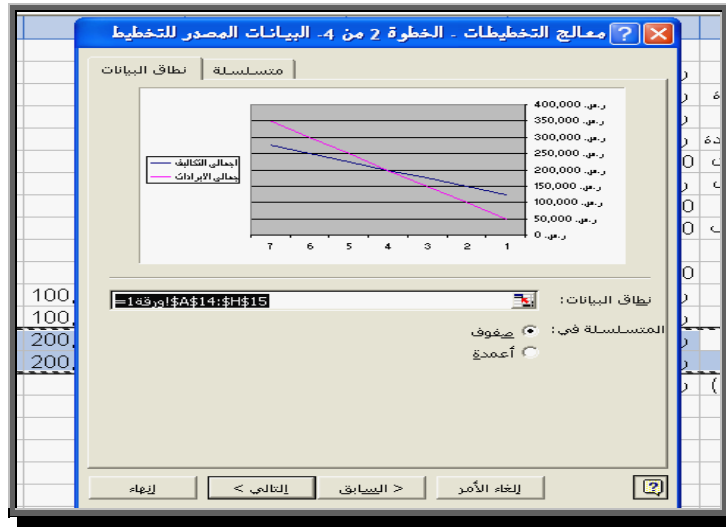 معالج التخطيطات - الخطوة 2 من 4- البيانات المصدر للتخطيط
نطاق البيانات
متسلسلة
ر.س. 400,000
ر.س. 350,000
ر.س. 300,000
ر.س. 250,000
ر.س. 200,000
ر.س. 150,000
ر.س. 100,000
ر.س. 50,000
ر.س. 0
1 2 3 4 5 6 7
اجمالى التكاليف
جمالى الايرادات
نطاق البيانات:
=ورقة1!$A$14:$H$15
المتسلسلة في:
صفوف
أعمدة
إلغاء الأمر
< السابق
التالي >
إنهاء
100,
100,
200,
200,